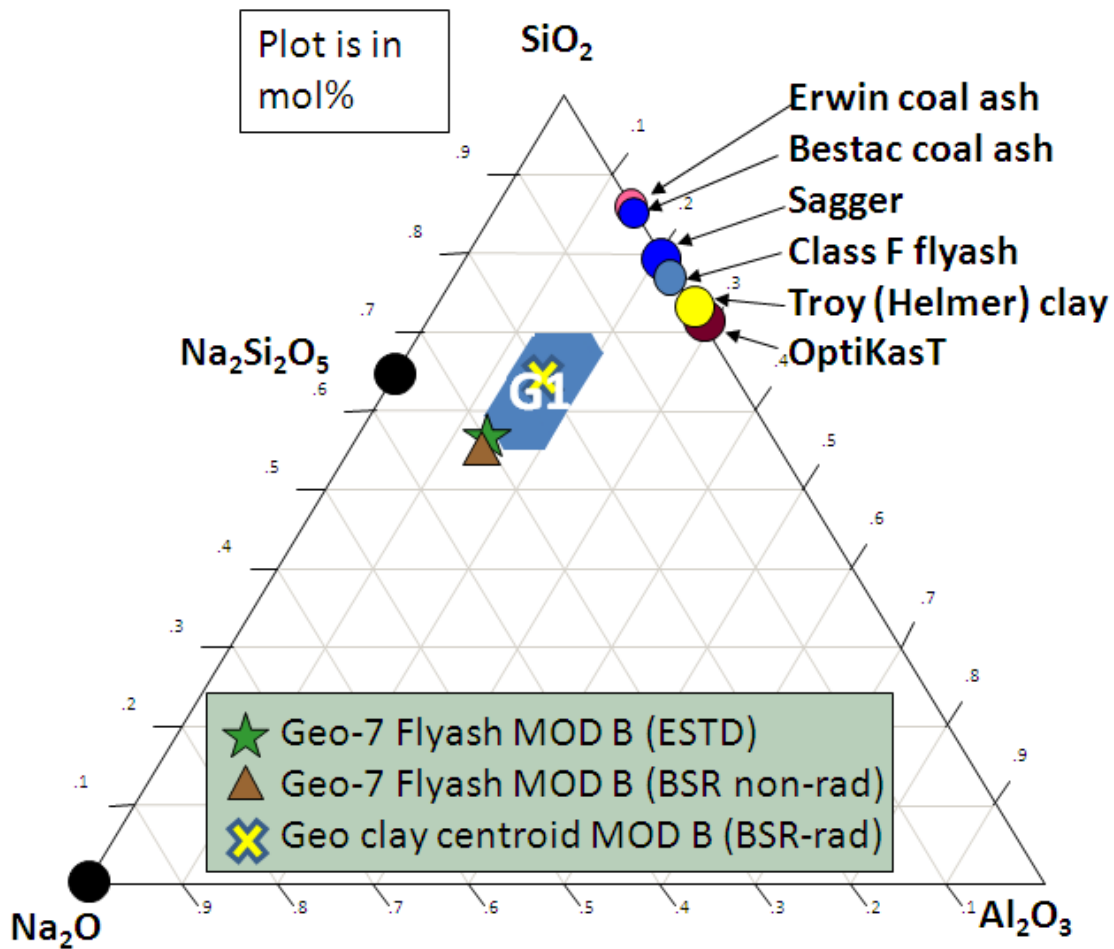 SiO₂
Plot is in
mol%
Erwin coal ash
Bestac coal ash
Sagger
Class F flyash
Troy (Helmer) clay
OptiKasT
Na₂Si₂O₅
G1
.9
.8
.7
.6
.5
.4
.3
.2
.1
.1
.2
.3
.4
.5
.6
.7
.8
.9
Geo-7 Flyash MOD B (ESTD)
Geo-7 Flyash MOD B (BSR non-rad)
Geo clay centroid MOD B (BSR-rad)
.9
.8
.7
.6
.5
.4
.3
.2
.1
Na₂O
Al₂O₃